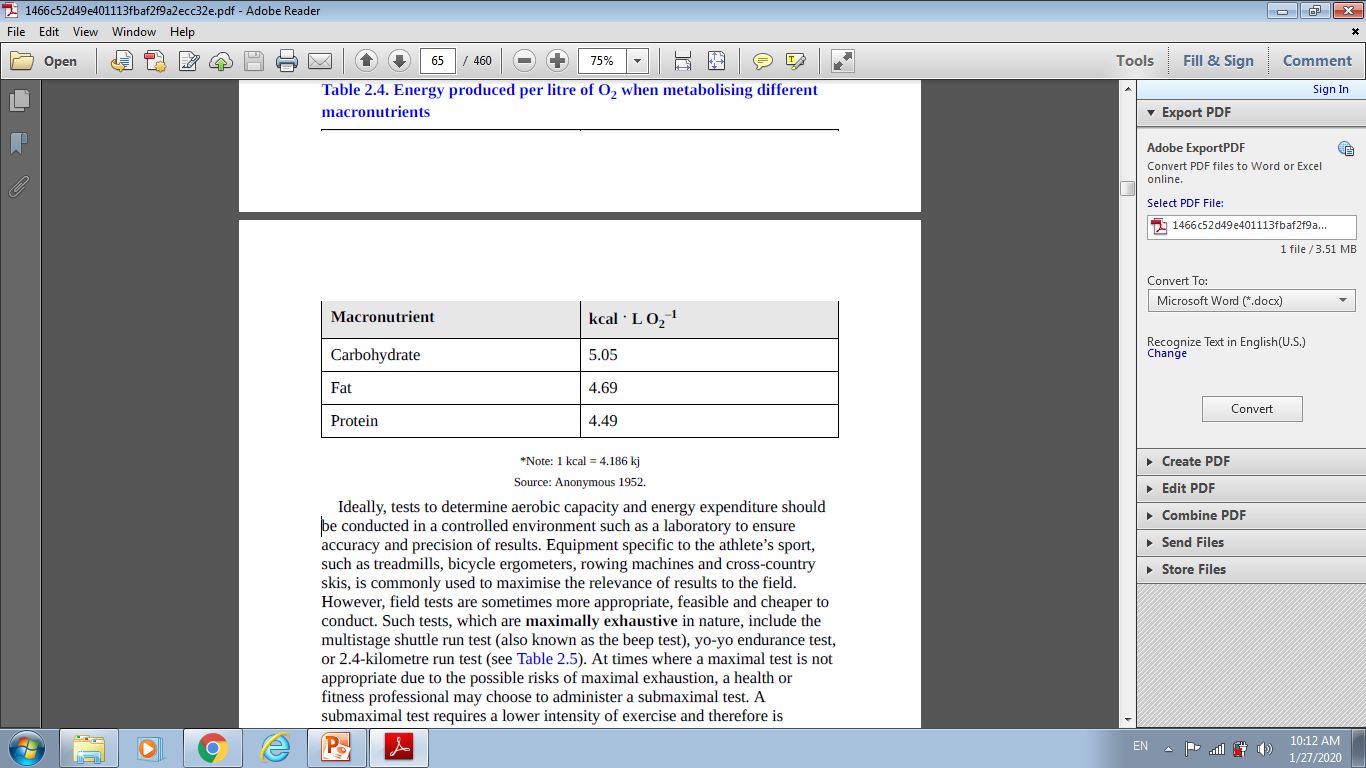 1466c52d49e401113fbaf2f9a2ecc32e.pdf - Adobe Reader
File Edit View Window Help
Open 65 / 460 75% Tools Fill & Sign Comment
Table 2.4. Energy produced per litre of O2 when metabolising different
macronutrients
Macronutrient kcal · L O2–1
Carbohydrate 5.05
Fat 4.69
Protein 4.49
*Note: 1 kcal = 4.186 kj
Source: Anonymous 1952.
Ideally, tests to determine aerobic capacity and energy expenditure should
be conducted in a controlled environment such as a laboratory to ensure
accuracy and precision of results. Equipment specific to the athlete’s sport,
such as treadmills, bicycle ergometers, rowing machines and cross-country
skis, is commonly used to maximise the relevance of results to the field.
However, field tests are sometimes more appropriate, feasible and cheaper to
conduct. Such tests, which are maximally exhaustive in nature, include the
multistage shuttle run test (also known as the beep test), yo-yo endurance test,
or 2.4-kilometre run test (see Table 2.5). At times where a maximal test is not
appropriate due to the possible risks of maximal exhaustion, a health or
fitness professional may choose to administer a submaximal test. A
submaximal test requires a lower intensity of exercise and therefore is
Sign In
Export PDF
Adobe ExportPDF
Convert PDF files to Word or Excel
online.
Select PDF File:
1466c52d49e401113fbaf2f9a...
1 file / 3.51 MB
Convert To:
Microsoft Word (*.docx)
Recognize Text in English(U.S.)
Change
Convert
Create PDF
Edit PDF
Combine PDF
Send Files
Store Files
EN
10:12 AM
1/27/2020